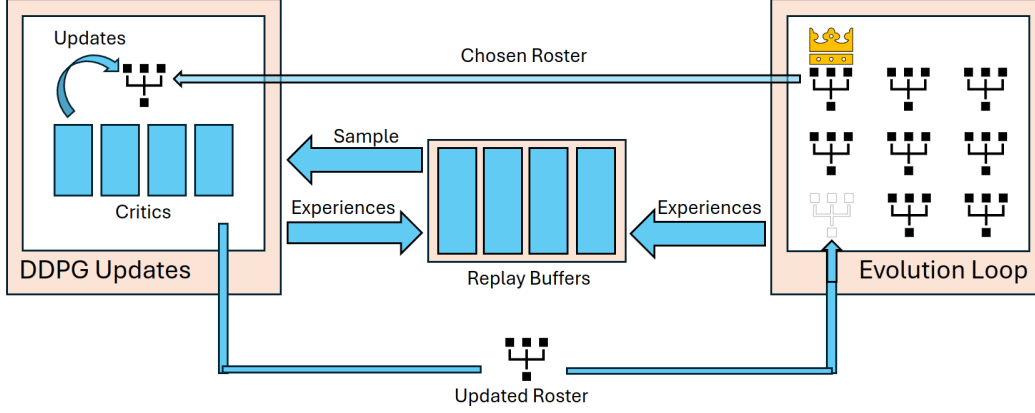 Updates
Chosen Roster
Sample
Critics
Experiences
Experiences
DDPG Updates
Replay Buffers
Evolution Loop
Updated Roster